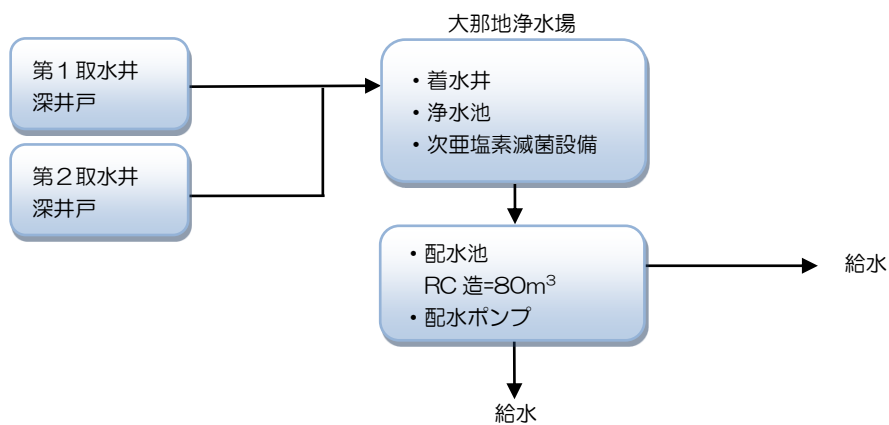 大那地浄水場
第1取水井
深井戸
第2取水井
深井戸
・着水井
・浄水池
・次亜塩素滅菌設備
・配水池
RC 造=80m³
・配水ポンプ
給水
給水